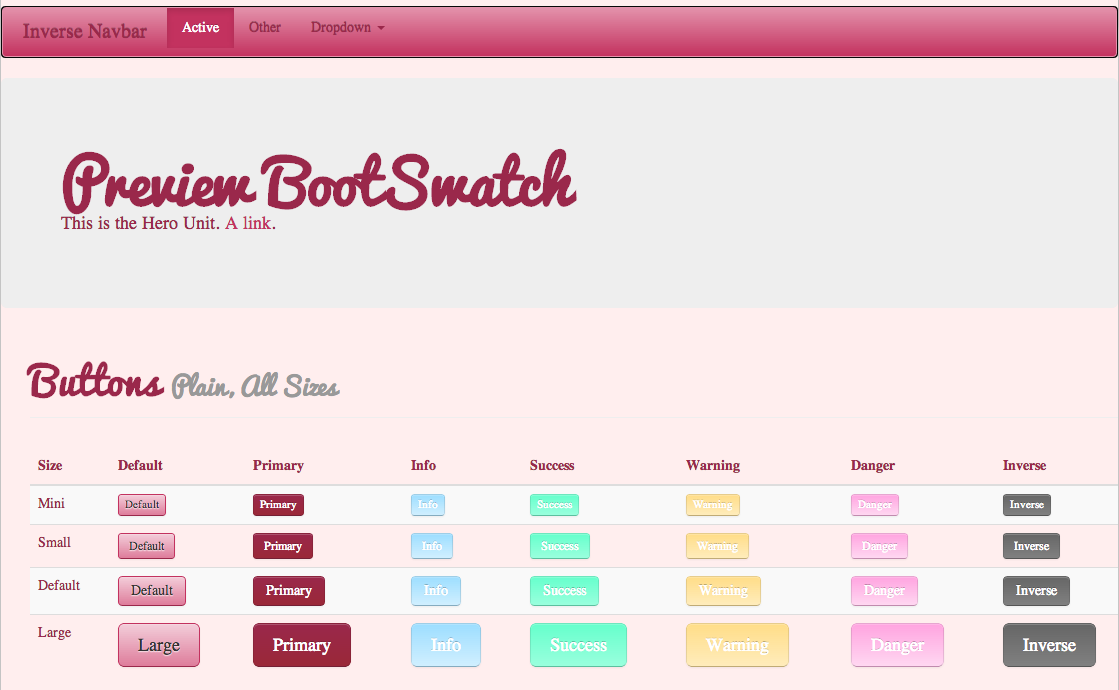 Inverse Navbar Active Other Dropdown
Preview BootSwatch
This is the Hero Unit. A link.
Buttons Plain, All Sizes
Size Default Primary Info Success Warning Danger Inverse
Mini Default Primary Info Success Warning Danger Inverse
Small Default Primary Info Success Warning Danger Inverse
Default Default Primary Info Success Warning Danger Inverse
Large Large Primary Info Success Warning Danger Inverse